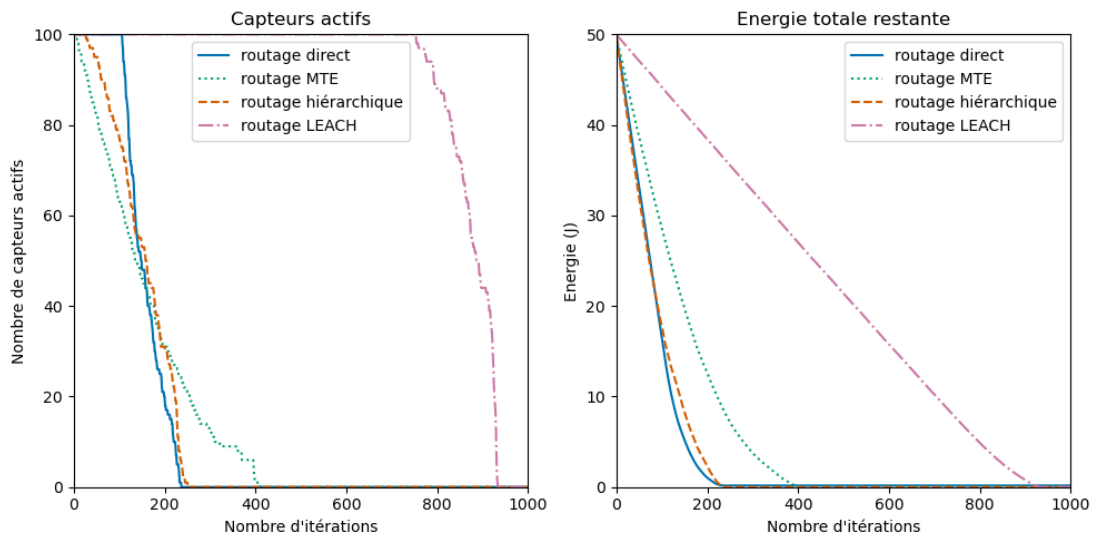 Capteurs actifs
100
80
60
40
20
0
Nombre de capteurs actifs
routage direct
routage MTE
routage hiérarchique
routage LEACH
0
200
400
600
800
1000
Nombre d'itérations
Energie totale restante
50
40
30
20
10
0
Energie (J)
routage direct
routage MTE
routage hiérarchique
routage LEACH
0
200
400
600
800
1000
Nombre d'itérations